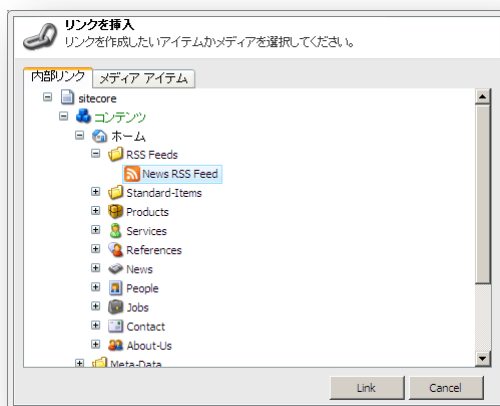 リンクを挿入
リンクを作成したいアイテムかメディアを選択してください。
内部リンク メディア アイテム
sitecore
コンテンツ
ホーム
RSS Feeds
News RSS Feed
Standard-Items
Products
Services
References
News
People
Jobs
Contact
About-Us
Meta-Data
Link Cancel